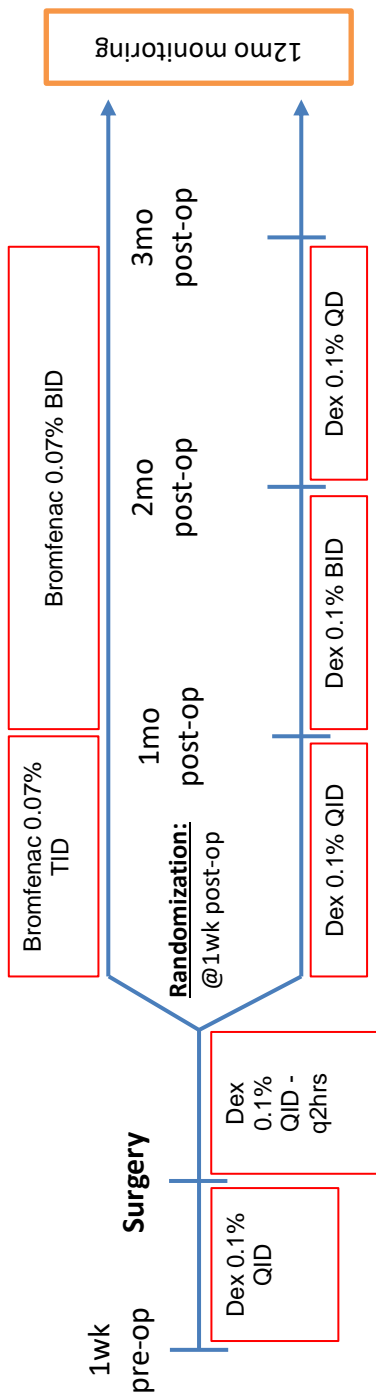 1wk
pre-op
Surgery
Dex 0.1%
QID
Dex
0.1%
QID -
q2hrs
Randomization:
@1wk post-op
Bromfenac 0.07%
TID
Bromfenac 0.07% BID
1mo
post-op
2mo
post-op
3mo
post-op
Dex 0.1% QID
Dex 0.1% BID
Dex 0.1% QD
12mo monitoring